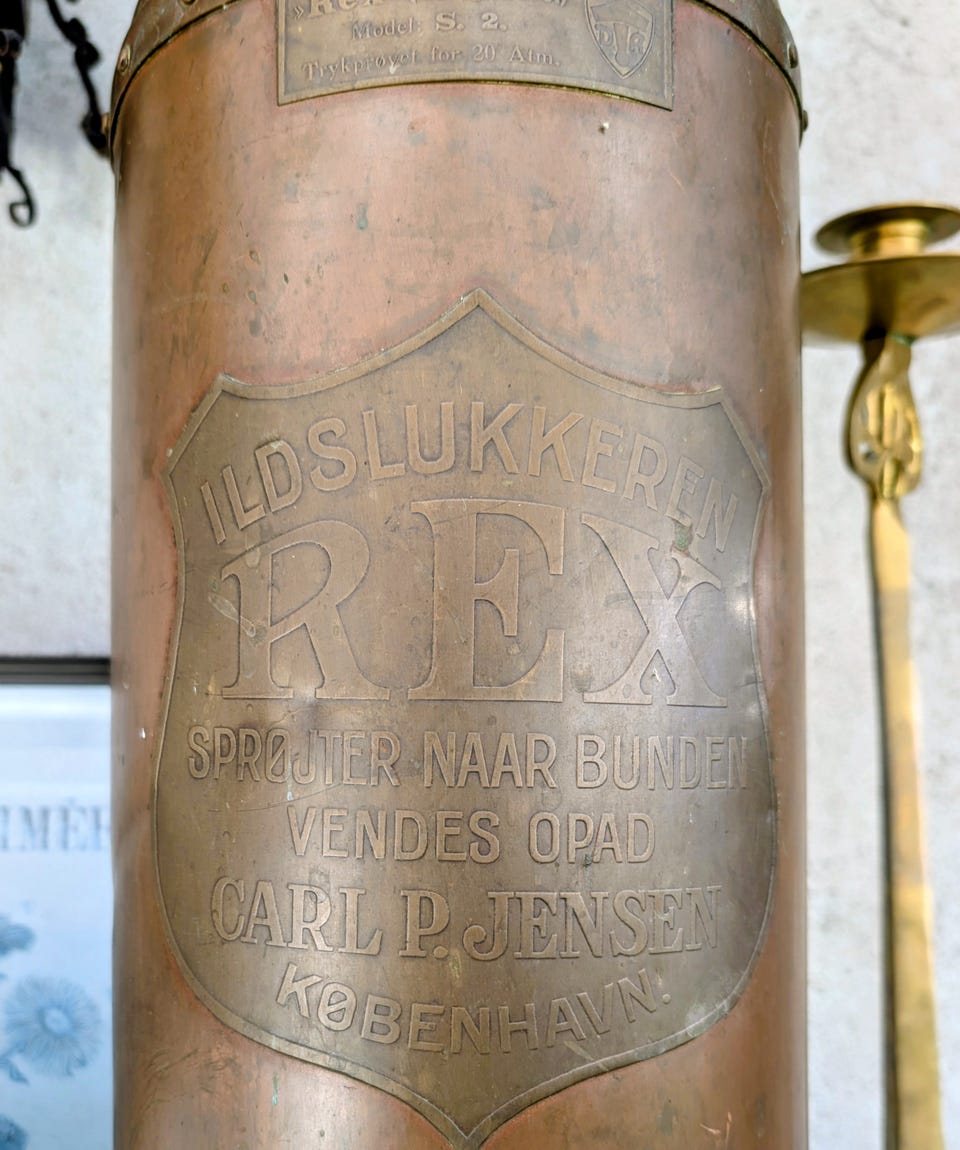 Model: S. 2.
Trykprøvet for 20 Atm.
ILDSLUKKEREN
REX
SPRØJTER NAAR BUNDEN
VENDES OPAD
CARL P. JENSEN
KØBENHAVN.